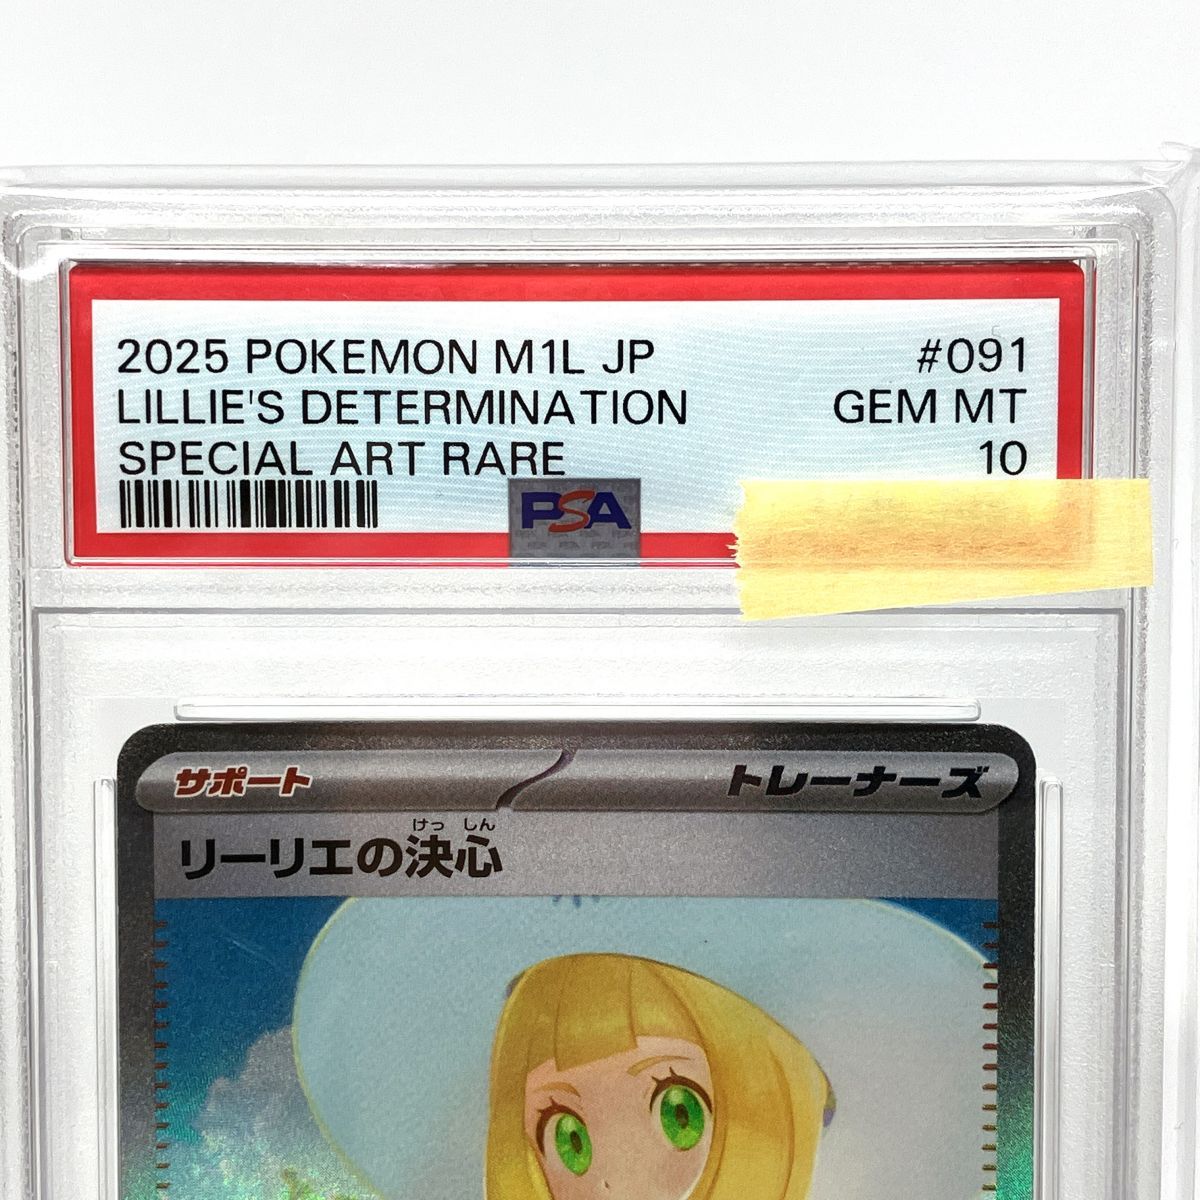 2025 POKEMON M1L JP #091
LILLIE'S DETERMINATION GEM MT
SPECIAL ART RARE 10
PSA
サポート トレーナーズ
けっ しん
リーリエの決心